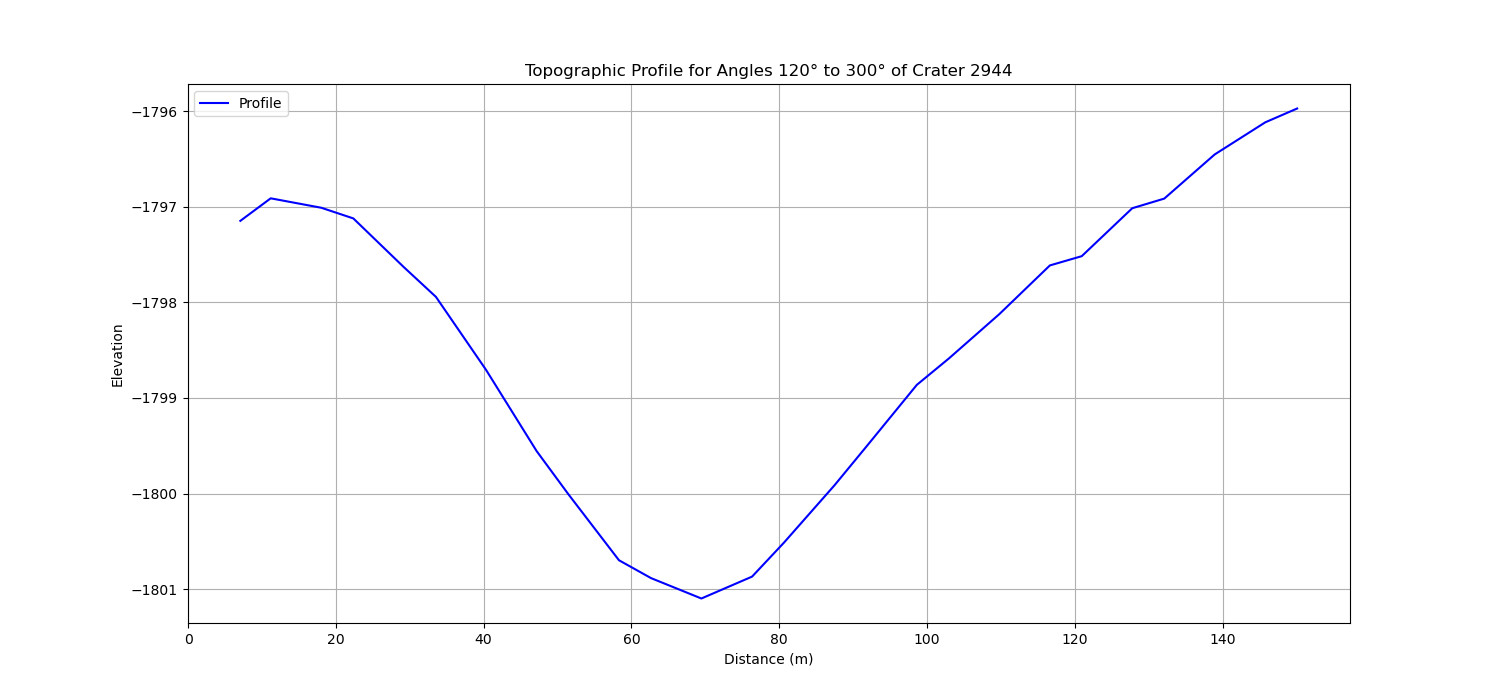 Topographic Profile for Angles 120° to 300° of Crater 2944
Profile
−1796
−1797
−1798
−1799
−1800
−1801
Elevation
0 20 40 60 80 100 120 140
Distance (m)